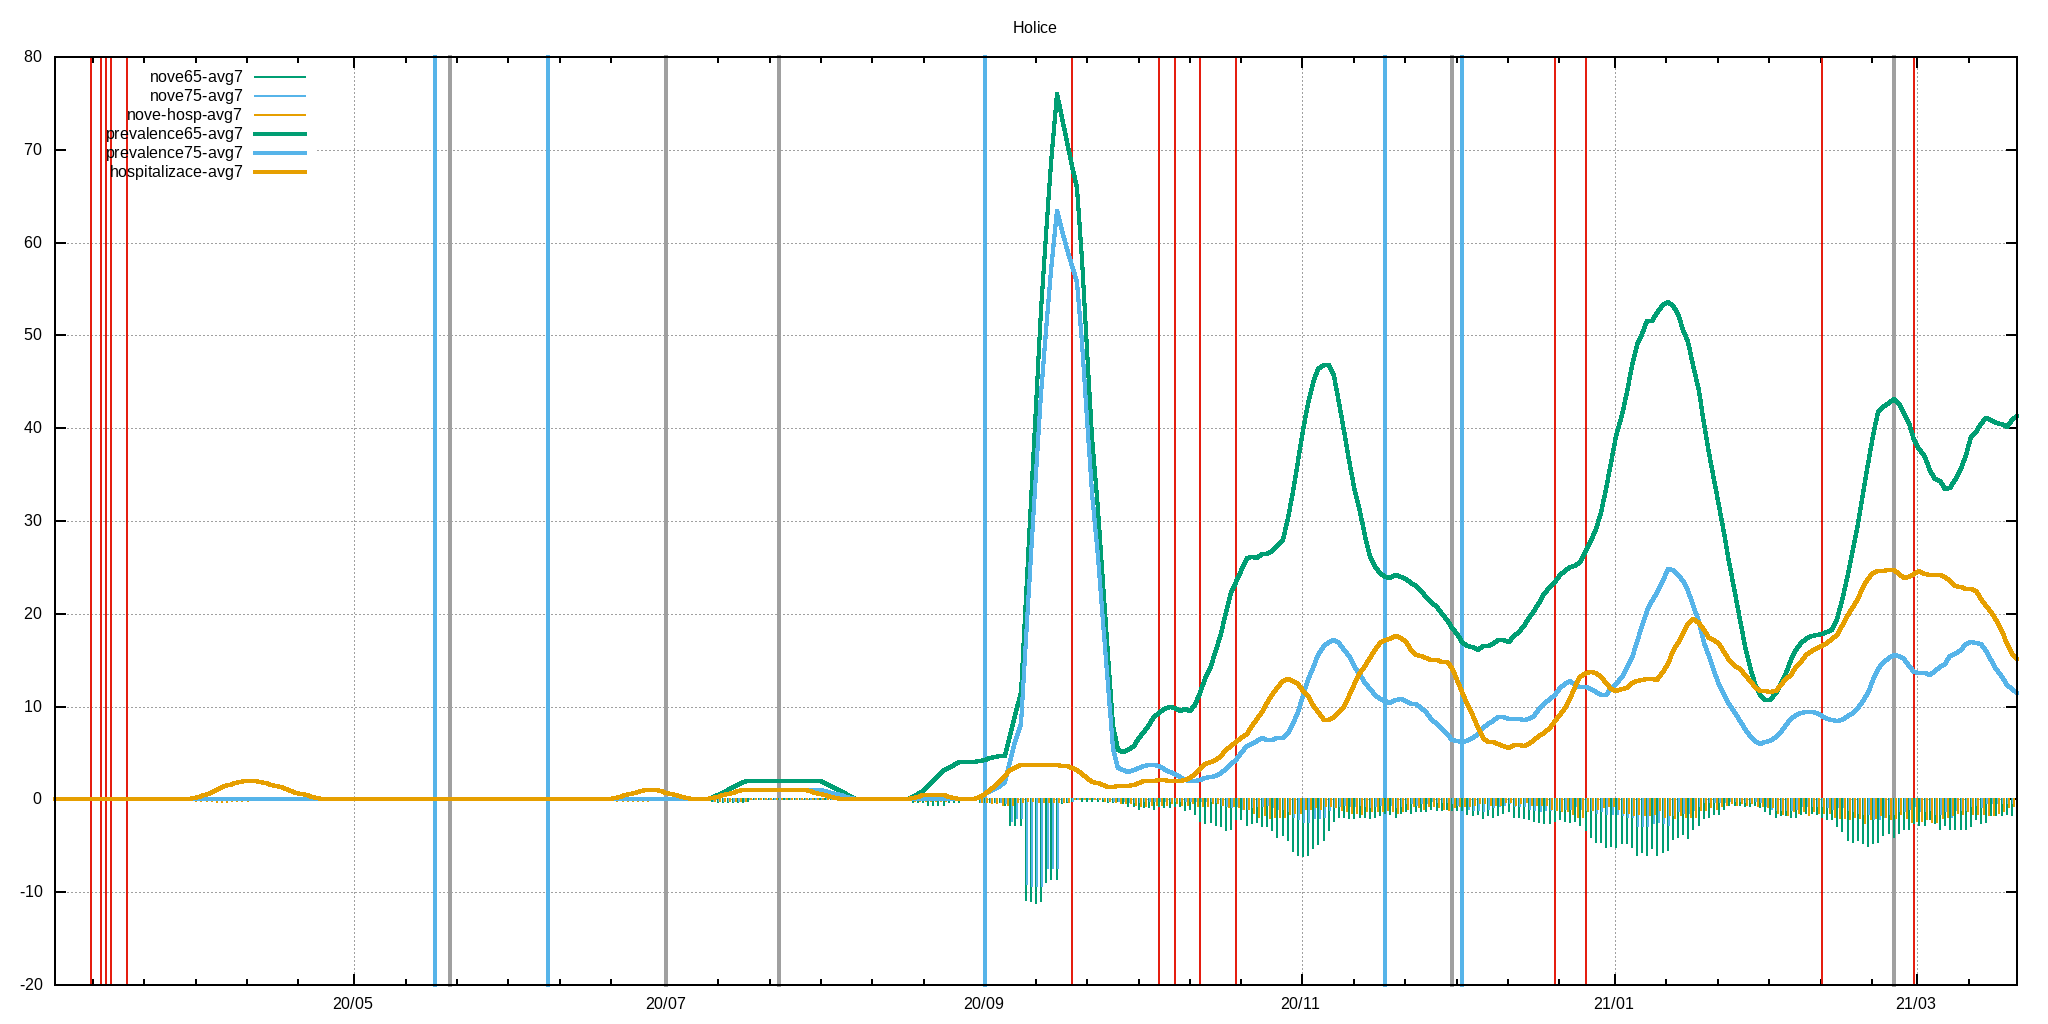 Holice
80
nove65-avg7
nove75-avg7
nove-hosp-avg7
prevalence65-avg7
prevalence75-avg7
hospitalizace-avg7
70
60
50
40
30
20
10
0
-10
-20
20/05 20/07 20/09 20/11 21/01 21/03